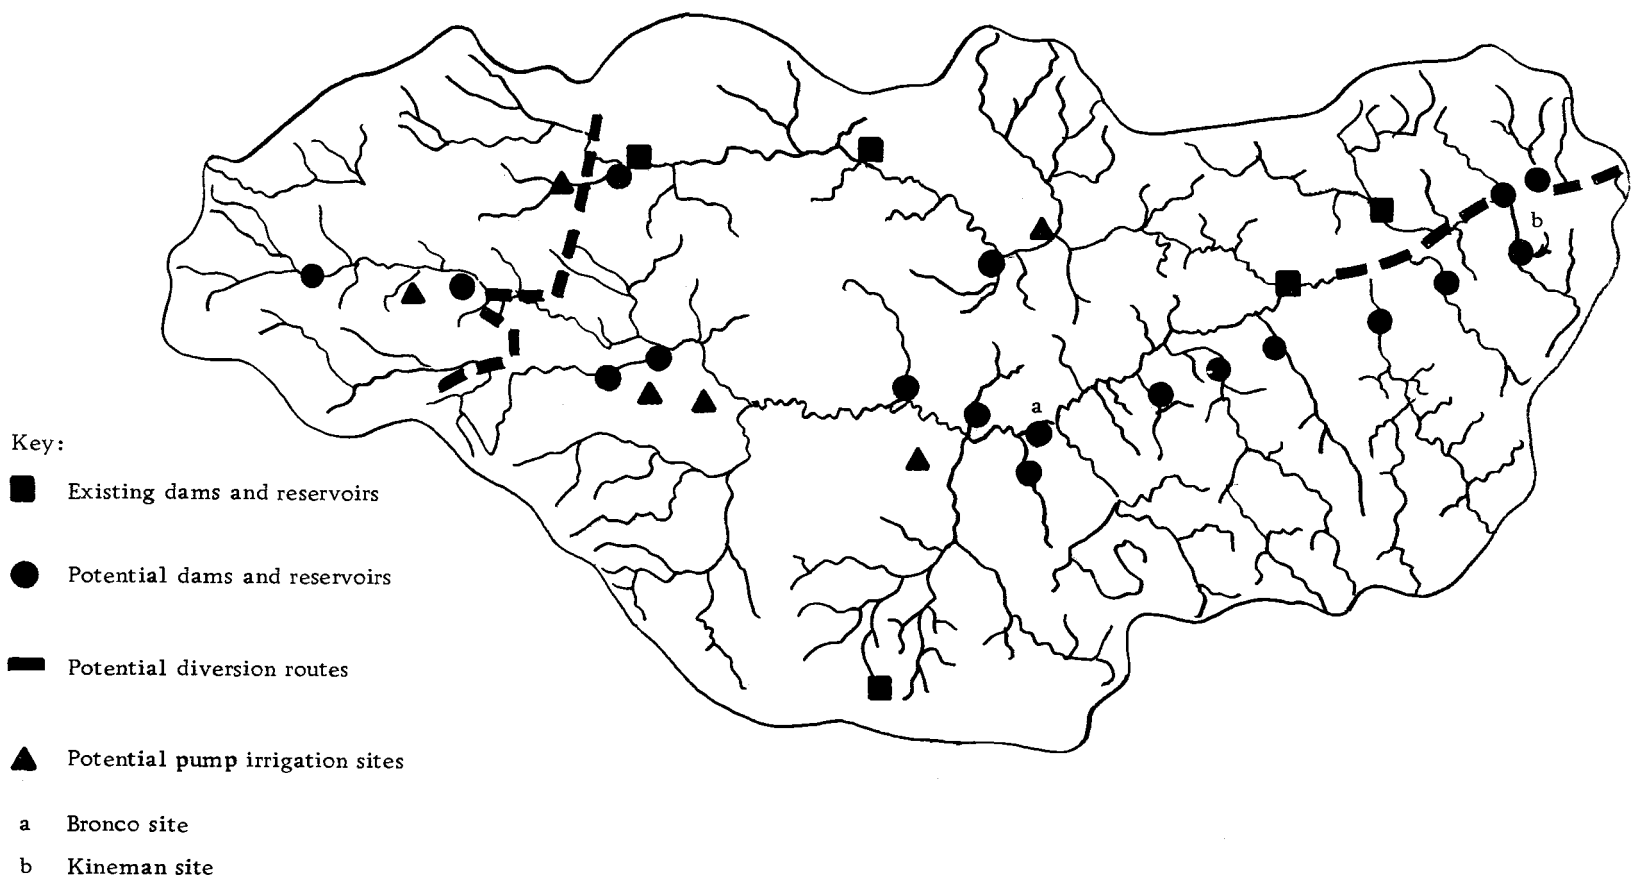 b
a
Key:
Existing dams and reservoirs
Potential dams and reservoirs
Potential diversion routes
Potential pump irrigation sites
a Bronco site
b Kineman site